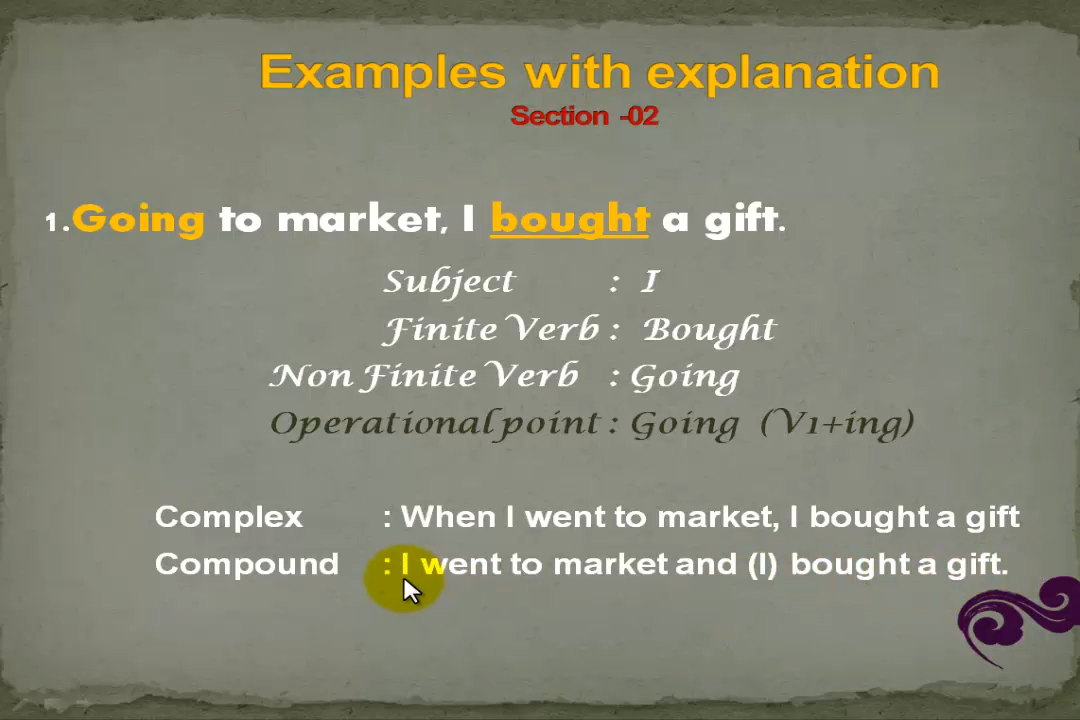 Examples with explanation
Section -02
1.Going to market, I bought a gift.
Subject : I
Finite Verb : Bought
Non Finite Verb : Going
Operational point : Going (V1+ing)
Complex : When I went to market, I bought a gift
Compound : I went to market and (I) bought a gift.